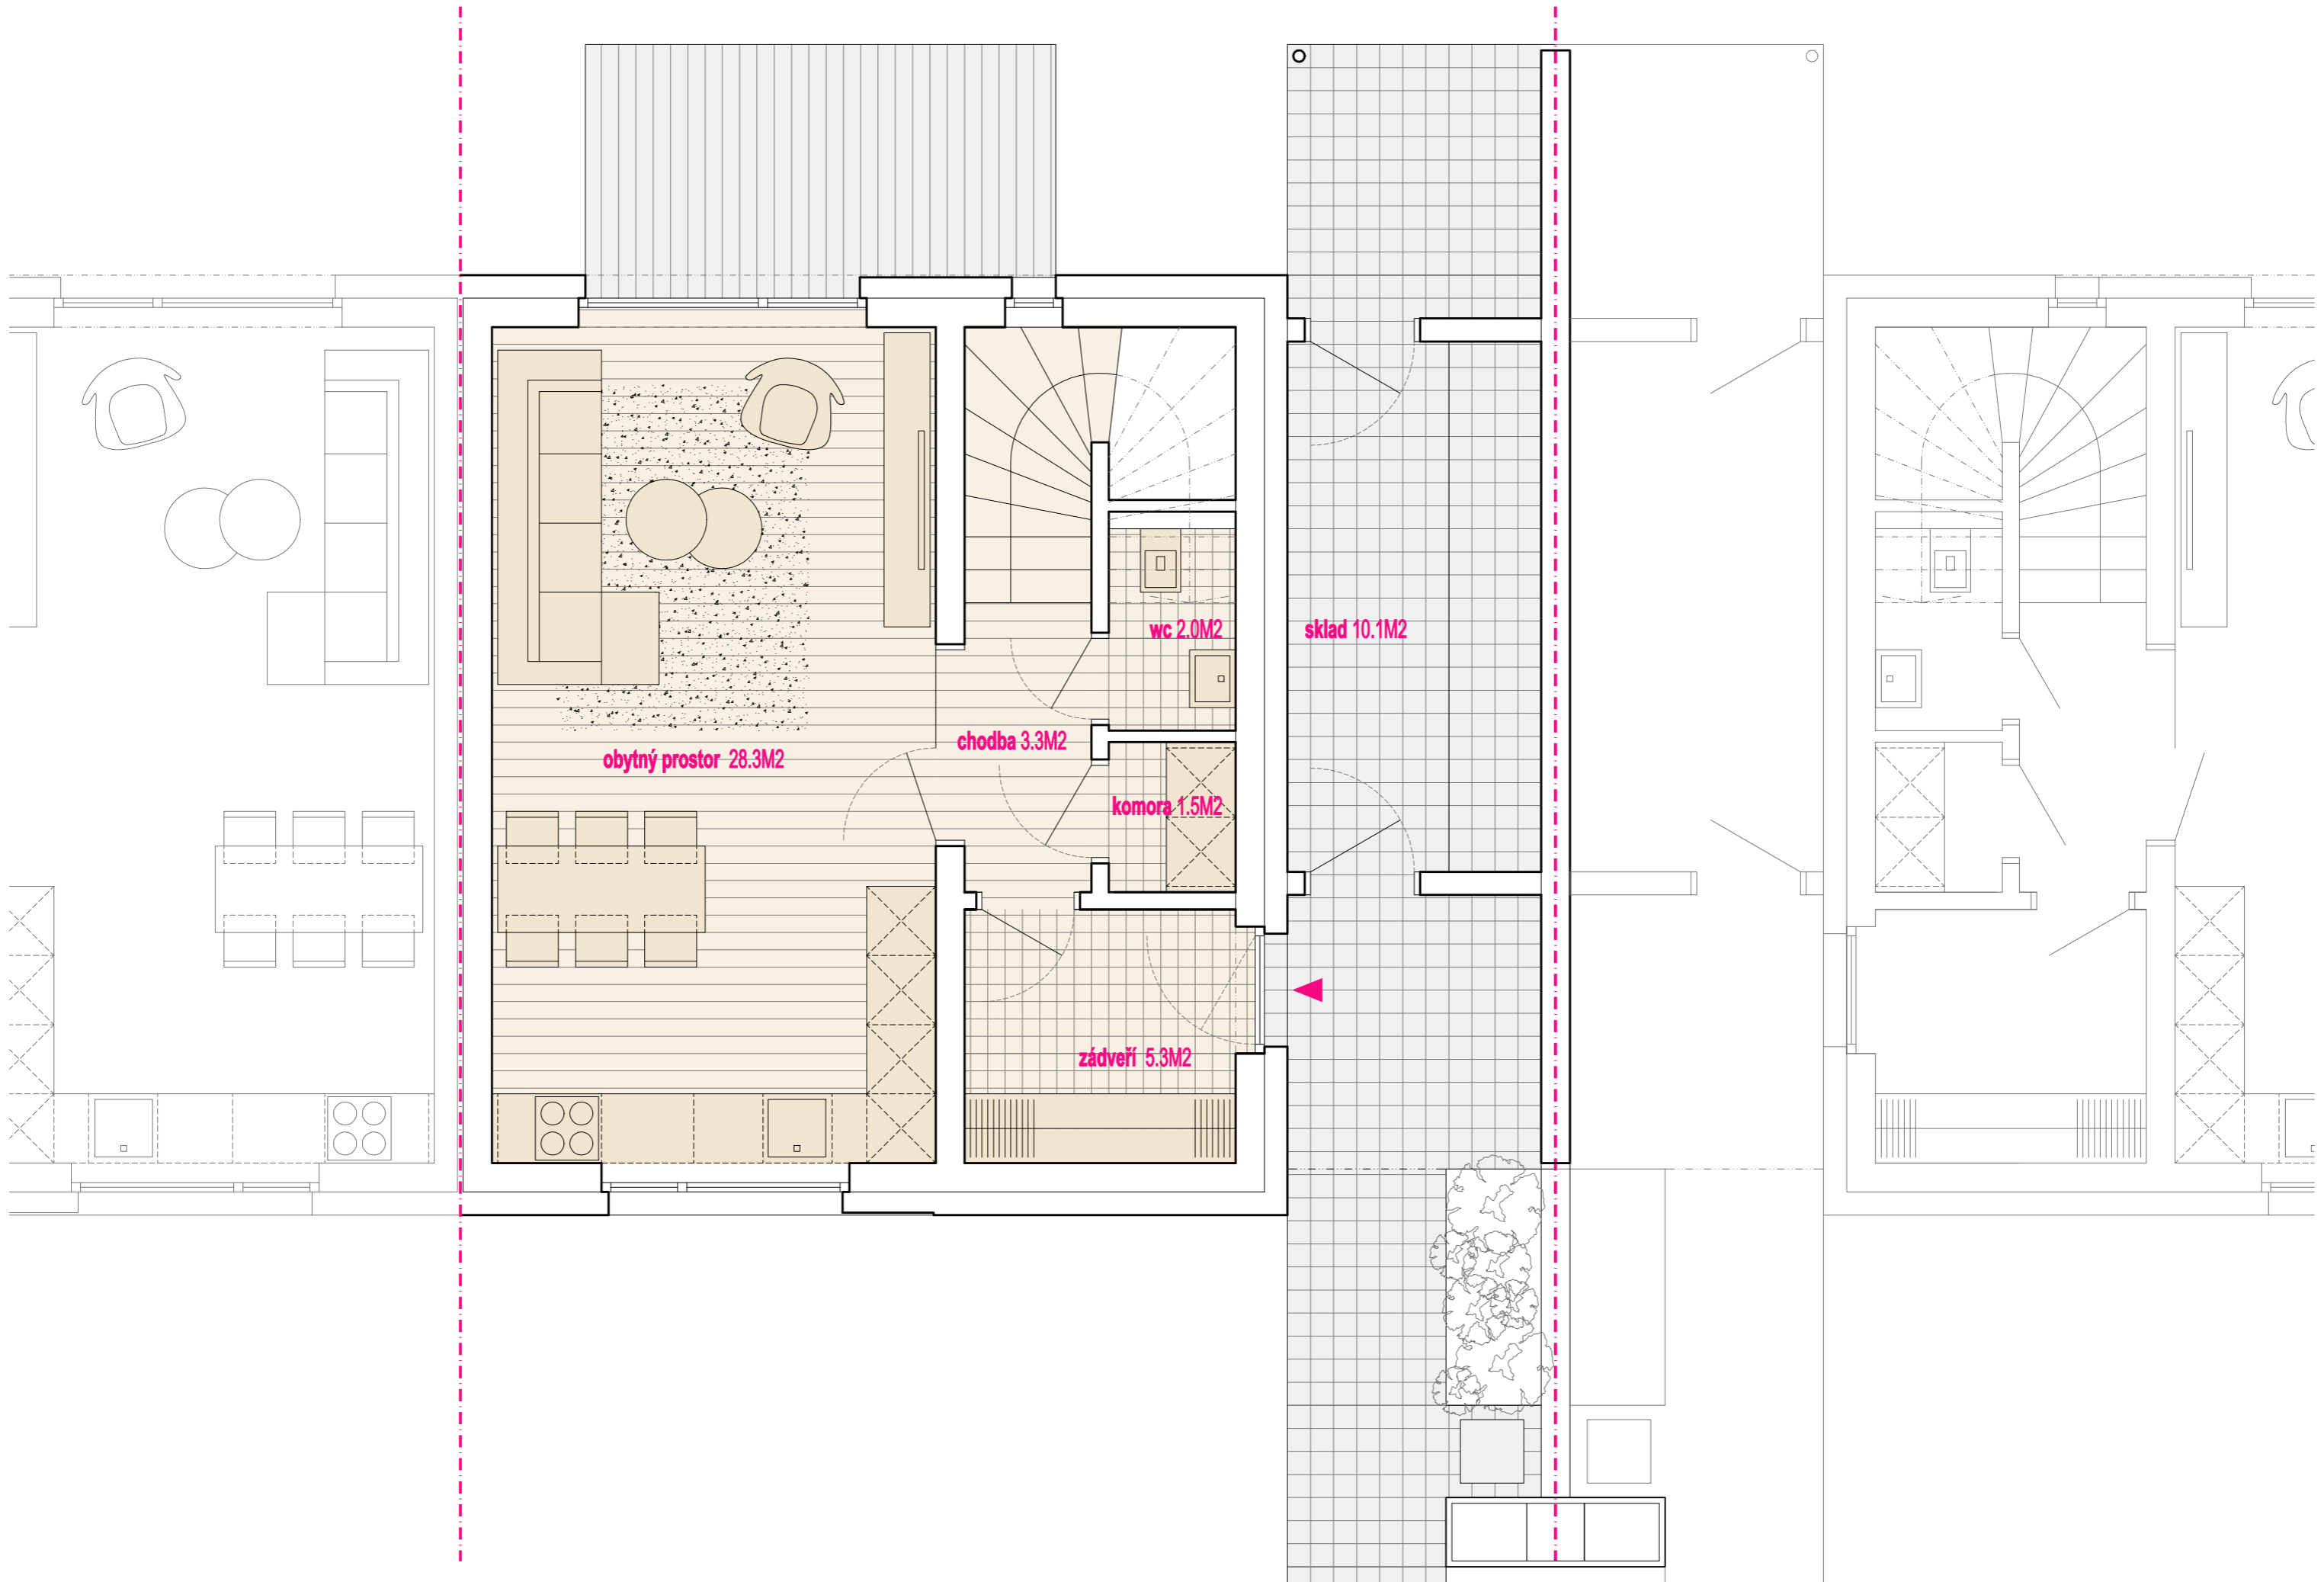 wc 2.0M2
sklad 10.1M2
chodba 3.3M2
obytný prostor 28.3M2
komora 1.5M2
zádveří 5.3M2